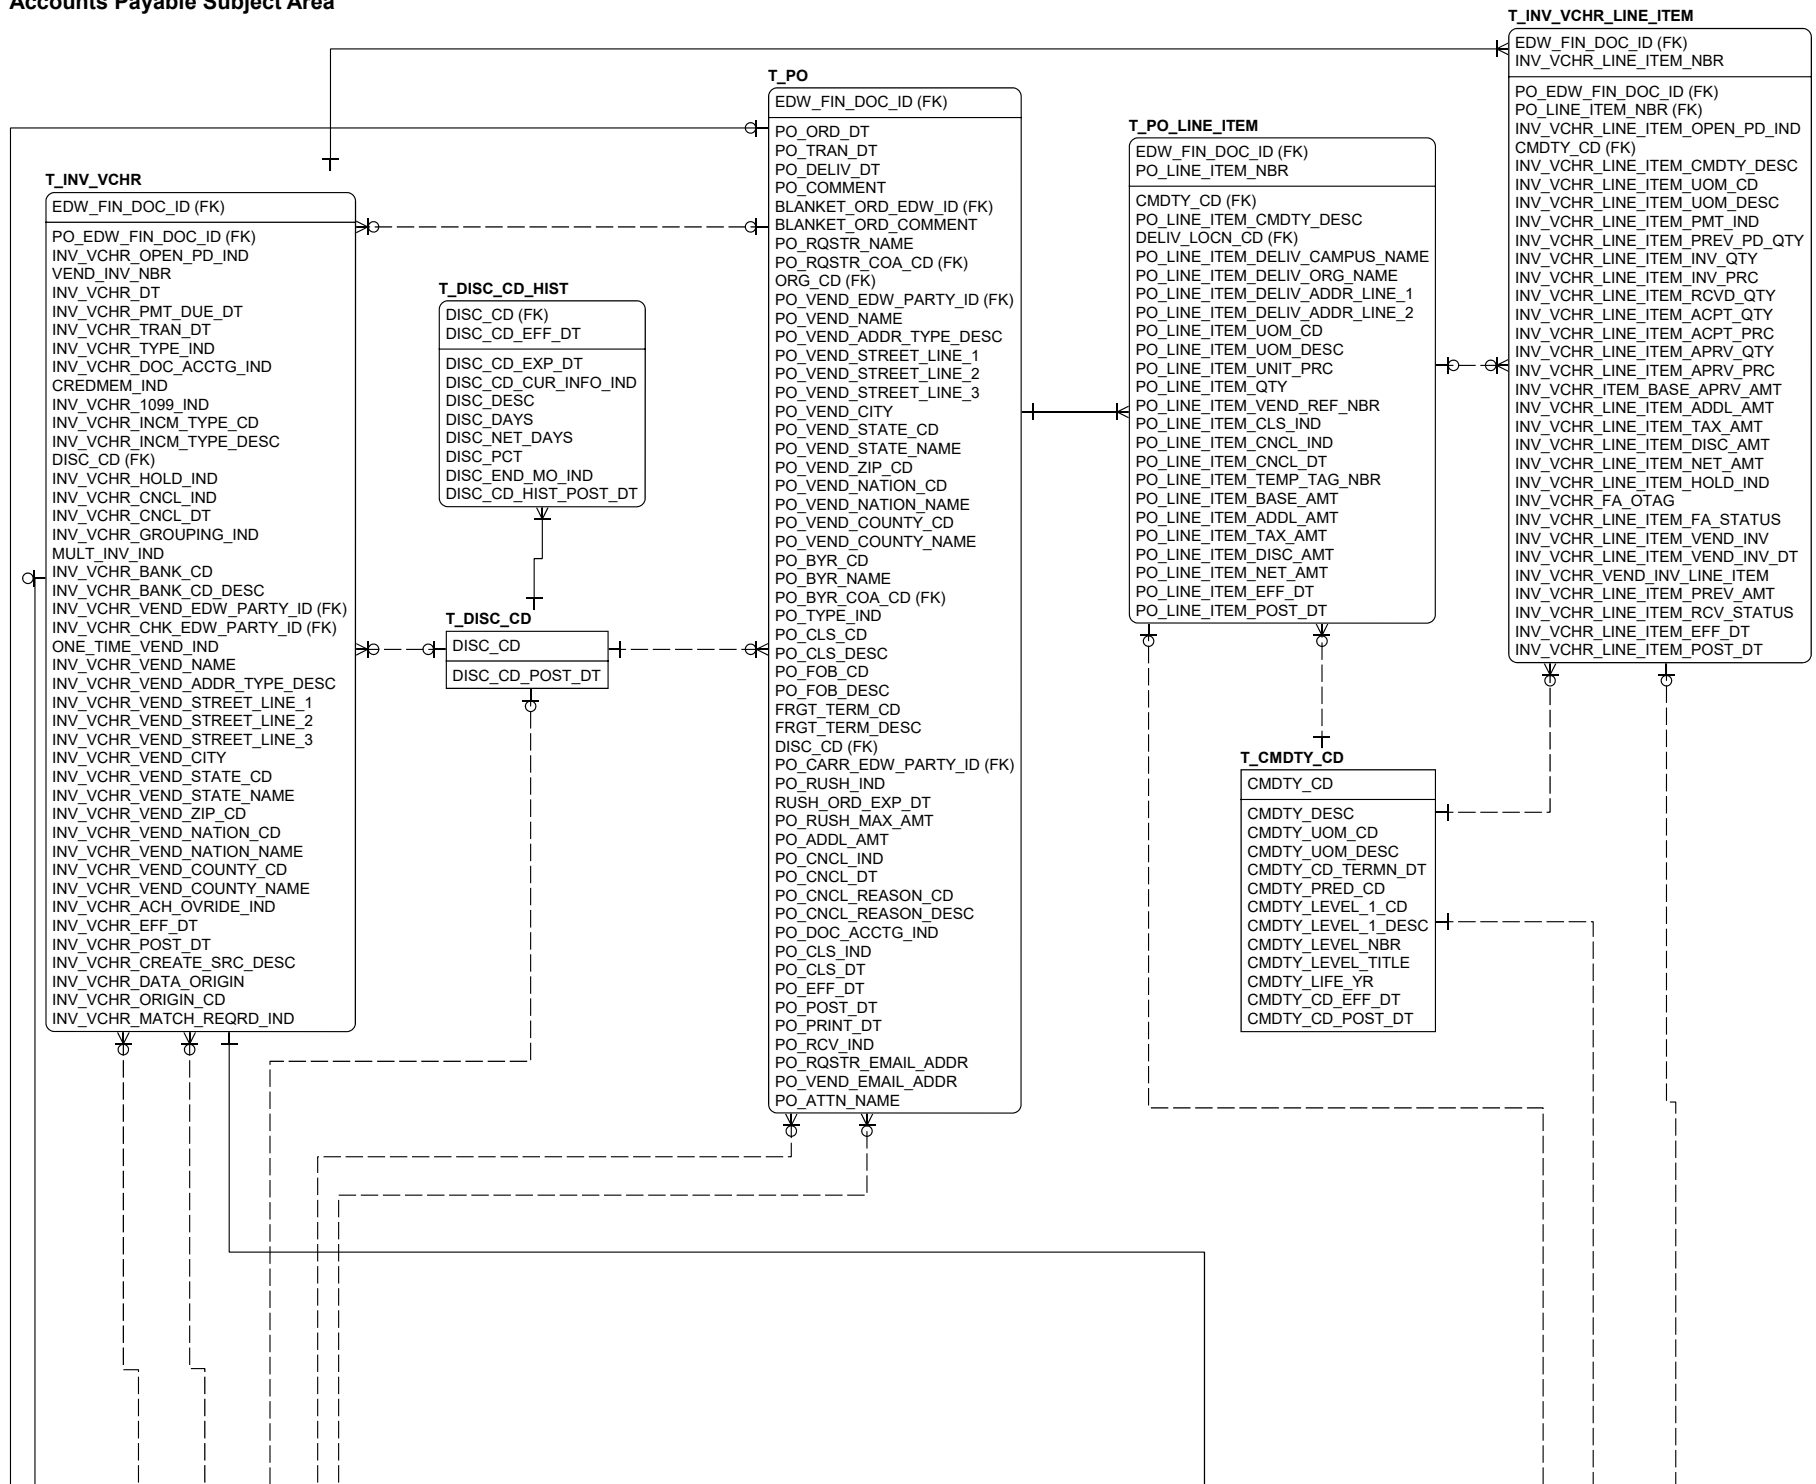 Accounts Payable Subject Area
T_INV_VCHR
EDW_FIN_DOC_ID (FK)
PO_EDW_FIN_DOC_ID (FK)
INV_VCHR_OPEN_PD_IND
VEND_INV_NBR
INV_VCHR_DT
INV_VCHR_PMT_DUE_DT
INV_VCHR_TRAN_DT
INV_VCHR_TYPE_IND
INV_VCHR_DOC_ACCTG_IND
CREDMEM_IND
INV_VCHR_1099_IND
INV_VCHR_INCM_TYPE_CD
INV_VCHR_INCM_TYPE_DESC
DISC_CD (FK)
INV_VCHR_HOLD_IND
INV_VCHR_CNCL_IND
INV_VCHR_CNCL_DT
INV_VCHR_GROUPING_IND
MULT_INV_IND
INV_VCHR_BANK_CD
INV_VCHR_BANK_CD_DESC
INV_VCHR_VEND_EDW_PARTY_ID (FK)
INV_VCHR_CHK_EDW_PARTY_ID (FK)
ONE_TIME_VEND_IND
INV_VCHR_VEND_NAME
INV_VCHR_VEND_ADDR_TYPE_DESC
INV_VCHR_VEND_STREET_LINE_1
INV_VCHR_VEND_STREET_LINE_2
INV_VCHR_VEND_STREET_LINE_3
INV_VCHR_VEND_CITY
INV_VCHR_VEND_STATE_CD
INV_VCHR_VEND_STATE_NAME
INV_VCHR_VEND_ZIP_CD
INV_VCHR_VEND_NATION_CD
INV_VCHR_VEND_NATION_NAME
INV_VCHR_VEND_COUNTY_CD
INV_VCHR_VEND_COUNTY_NAME
INV_VCHR_ACH_OVRIDE_IND
INV_VCHR_EFF_DT
INV_VCHR_POST_DT
INV_VCHR_CREATE_SRC_DESC
INV_VCHR_DATA_ORIGIN
INV_VCHR_ORIGIN_CD
INV_VCHR_MATCH_REQRD_IND
T_DISC_CD_HIST
DISC_CD (FK)
DISC_CD_EFF_DT
DISC_CD_EXP_DT
DISC_CD_CUR_INFO_IND
DISC_DESC
DISC_DAYS
DISC_NET_DAYS
DISC_PCT
DISC_END_MO_IND
DISC_CD_HIST_POST_DT
T_DISC_CD
DISC_CD
DISC_CD_POST_DT
T_PO
EDW_FIN_DOC_ID (FK)
PO_ORD_DT
PO_TRAN_DT
PO_DELIV_DT
PO_COMMENT
BLANKET_ORD_EDW_ID (FK)
BLANKET_ORD_COMMENT
PO_RQSTR_NAME
PO_RQSTR_COA_CD (FK)
ORG_CD (FK)
PO_VEND_EDW_PARTY_ID (FK)
PO_VEND_NAME
PO_VEND_ADDR_TYPE_DESC
PO_VEND_STREET_LINE_1
PO_VEND_STREET_LINE_2
PO_VEND_STREET_LINE_3
PO_VEND_CITY
PO_VEND_STATE_CD
PO_VEND_STATE_NAME
PO_VEND_ZIP_CD
PO_VEND_NATION_CD
PO_VEND_NATION_NAME
PO_VEND_COUNTY_CD
PO_VEND_COUNTY_NAME
PO_BYR_CD
PO_BYR_NAME
PO_BYR_COA_CD (FK)
PO_TYPE_IND
PO_CLS_CD
PO_CLS_DESC
PO_FOB_CD
PO_FOB_DESC
FRGT_TERM_CD
FRGT_TERM_DESC
DISC_CD (FK)
PO_CARR_EDW_PARTY_ID (FK)
PO_RUSH_IND
RUSH_ORD_EXP_DT
PO_RUSH_MAX_AMT
PO_ADDL_AMT
PO_CNCL_IND
PO_CNCL_DT
PO_CNCL_REASON_CD
PO_CNCL_REASON_DESC
PO_DOC_ACCTG_IND
PO_CLS_IND
PO_CLS_DT
PO_EFF_DT
PO_POST_DT
PO_PRINT_DT
PO_RCV_IND
PO_RQSTR_EMAIL_ADDR
PO_VEND_EMAIL_ADDR
PO_ATTN_NAME
T_PO_LINE_ITEM
EDW_FIN_DOC_ID (FK)
PO_LINE_ITEM_NBR
CMDTY_CD (FK)
PO_LINE_ITEM_CMDTY_DESC
DELIV_LOCN_CD (FK)
PO_LINE_ITEM_DELIV_CAMPUS_NAME
PO_LINE_ITEM_DELIV_ORG_NAME
PO_LINE_ITEM_DELIV_ADDR_LINE_1
PO_LINE_ITEM_DELIV_ADDR_LINE_2
PO_LINE_ITEM_UOM_CD
PO_LINE_ITEM_UOM_DESC
PO_LINE_ITEM_UNIT_PRC
PO_LINE_ITEM_QTY
PO_LINE_ITEM_VEND_REF_NBR
PO_LINE_ITEM_CLS_IND
PO_LINE_ITEM_CNCL_IND
PO_LINE_ITEM_CNCL_DT
PO_LINE_ITEM_TEMP_TAG_NBR
PO_LINE_ITEM_BASE_AMT
PO_LINE_ITEM_ADDL_AMT
PO_LINE_ITEM_TAX_AMT
PO_LINE_ITEM_DISC_AMT
PO_LINE_ITEM_NET_AMT
PO_LINE_ITEM_EFF_DT
PO_LINE_ITEM_POST_DT
T_CMDTY_CD
CMDTY_CD
CMDTY_DESC
CMDTY_UOM_CD
CMDTY_UOM_DESC
CMDTY_CD_TERMN_DT
CMDTY_PRED_CD
CMDTY_LEVEL_1_CD
CMDTY_LEVEL_1_DESC
CMDTY_LEVEL_NBR
CMDTY_LEVEL_TITLE
CMDTY_LIFE_YR
CMDTY_CD_EFF_DT
CMDTY_CD_POST_DT
T_INV_VCHR_LINE_ITEM
EDW_FIN_DOC_ID (FK)
INV_VCHR_LINE_ITEM_NBR
PO_EDW_FIN_DOC_ID (FK)
PO_LINE_ITEM_NBR (FK)
INV_VCHR_LINE_ITEM_OPEN_PD_IND
CMDTY_CD (FK)
INV_VCHR_LINE_ITEM_CMDTY_DESC
INV_VCHR_LINE_ITEM_UOM_CD
INV_VCHR_LINE_ITEM_UOM_DESC
INV_VCHR_LINE_ITEM_PMT_IND
INV_VCHR_LINE_ITEM_PREV_PD_QTY
INV_VCHR_LINE_ITEM_INV_QTY
INV_VCHR_LINE_ITEM_INV_PRC
INV_VCHR_LINE_ITEM_RCVD_QTY
INV_VCHR_LINE_ITEM_ACPT_QTY
INV_VCHR_LINE_ITEM_ACPT_PRC
INV_VCHR_LINE_ITEM_APRV_QTY
INV_VCHR_LINE_ITEM_APRV_PRC
INV_VCHR_ITEM_BASE_APRV_AMT
INV_VCHR_LINE_ITEM_ADDL_AMT
INV_VCHR_LINE_ITEM_TAX_AMT
INV_VCHR_LINE_ITEM_DISC_AMT
INV_VCHR_LINE_ITEM_NET_AMT
INV_VCHR_LINE_ITEM_HOLD_IND
INV_VCHR_FA_OTAG
INV_VCHR_LINE_ITEM_FA_STATUS
INV_VCHR_LINE_ITEM_VEND_INV
INV_VCHR_LINE_ITEM_VEND_INV_DT
INV_VCHR_VEND_INV_LINE_ITEM
INV_VCHR_LINE_ITEM_PREV_AMT
INV_VCHR_LINE_ITEM_RCV_STATUS
INV_VCHR_LINE_ITEM_EFF_DT
INV_VCHR_LINE_ITEM_POST_DT